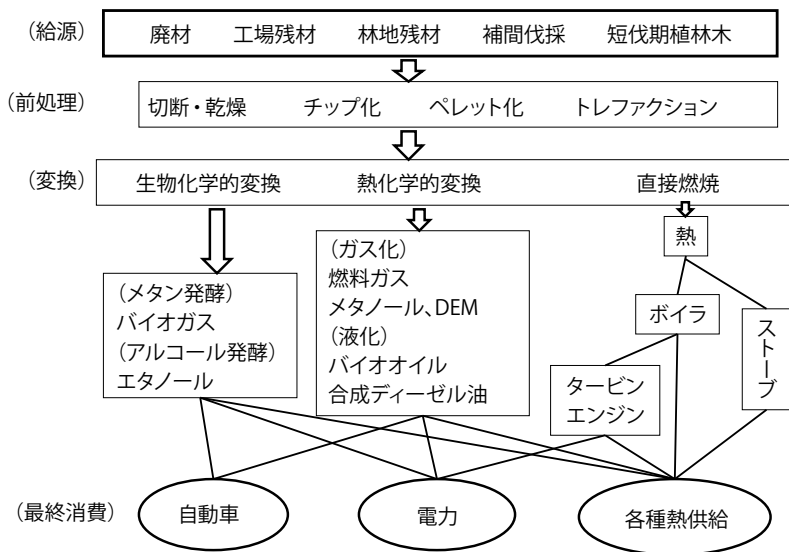 (給源) 廃材 工場残材 林地残材 補間伐採 短伐期植林木
(前処理) 切断・乾燥 チップ化 ペレット化 トレファクション
(変換) 生物化学的変換 熱化学的変換 直接燃焼
(メタン発酵)
バイオガス
(アルコール発酵)
エタノール
(ガス化)
燃料ガス
メタノール、DEM
(液化)
バイオオイル
合成ディーゼル油
熱
ボイラ
ストーブ
タービン
エンジン
(最終消費) 自動車 電力 各種熱供給